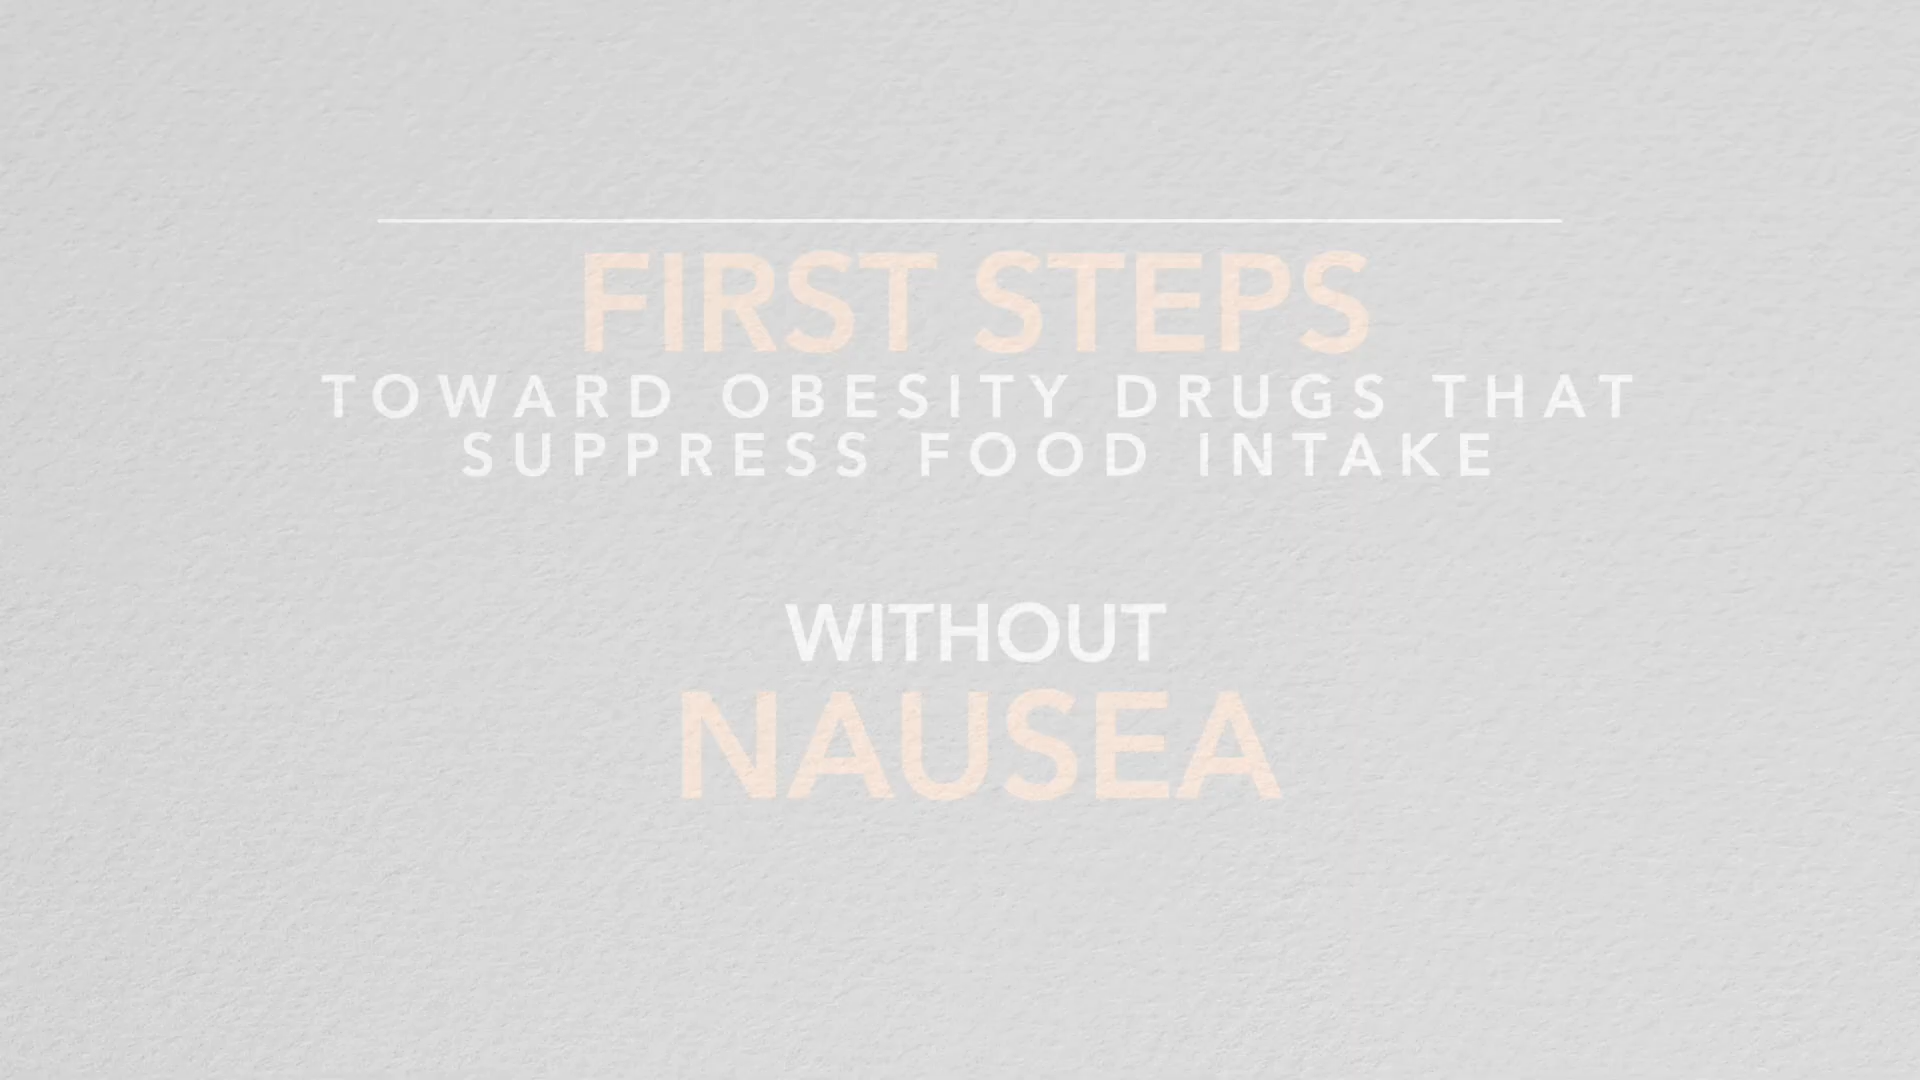 FIRST STEPS
TOWARD OBESITY DRUGS THAT
SUPPRESS FOOD INTAKE
WITHOUT
NAUSEA